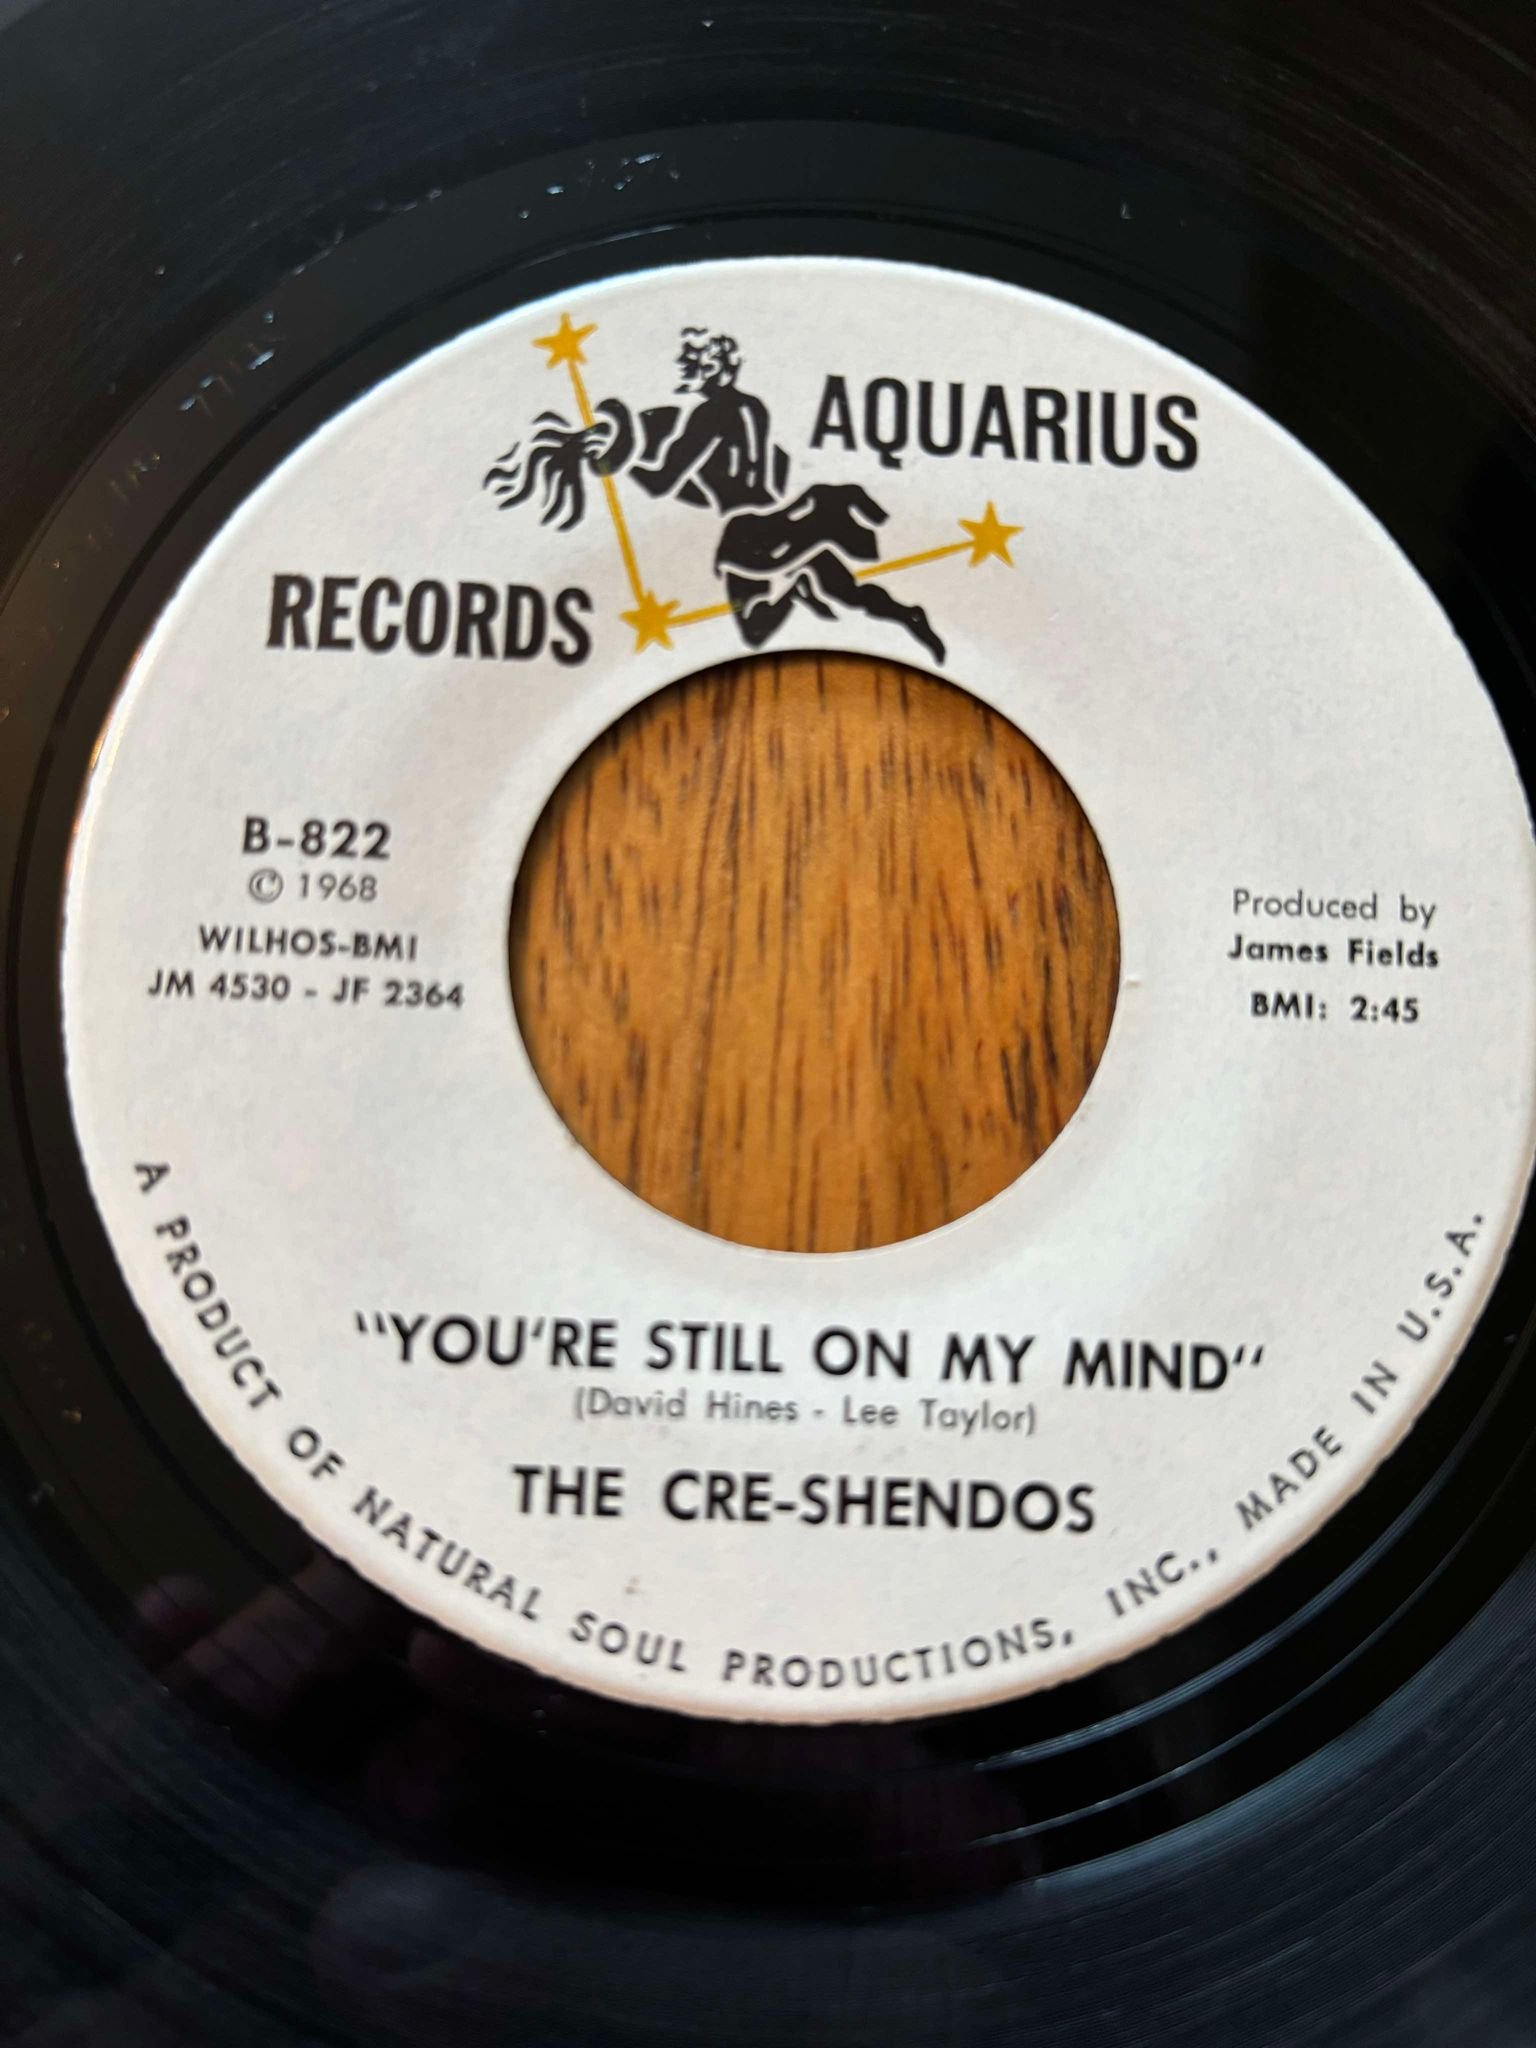 AQUARIUS
RECORDS
B-822
© 1968
WILHOS-BMI
JM 4530 - JF 2364
Produced by
James Fields
BMI: 2:45
"YOU'RE STILL ON MY MIND"
(David Hines - Lee Taylor)
THE CRE-SHENDOS
A PRODUCT OF NATURAL SOUL PRODUCTIONS, INC., MADE IN U.S.A.